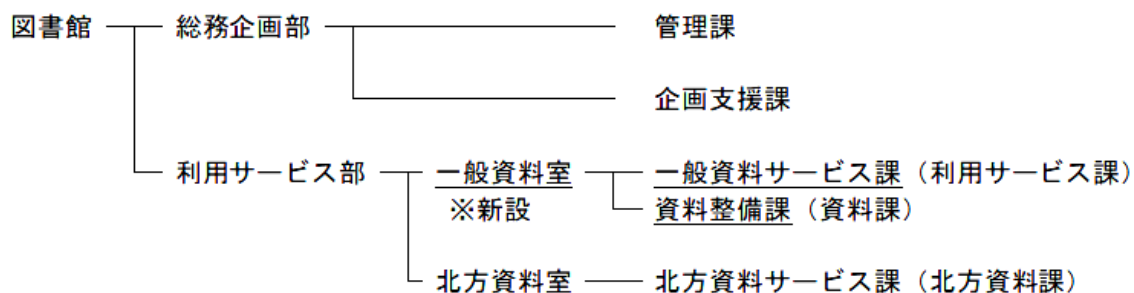 図書館 総務企画部 管理課
企画支援課
利用サービス部 一般資料室 一般資料サービス課（利用サービス課）
※新設 資料整備課（資料課）
北方資料室 北方資料サービス課（北方資料課）